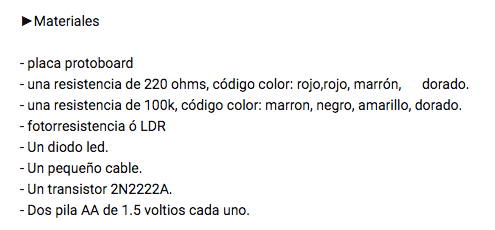 ►Materiales
- placa protoboard
- una resistencia de 220 ohms, código color: rojo,rojo, marrón, dorado.
- una resistencia de 100k, código color: marron, negro, amarillo, dorado.
- fotorresistencia ó LDR
- Un diodo led.
- Un pequeño cable.
- Un transistor 2N2222A.
- Dos pila AA de 1.5 voltios cada uno.